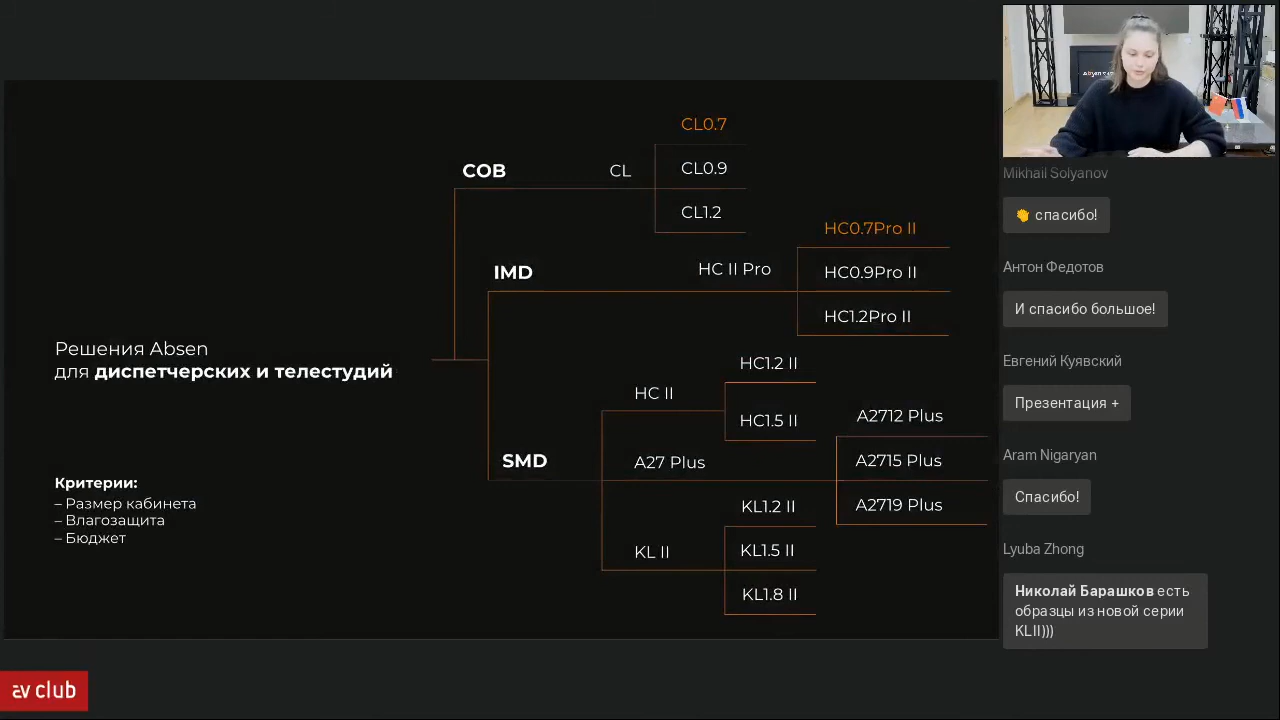 COB
CL
CL0.7
CL0.9
CL1.2
IMD
HC II Pro
HC0.7Pro II
HC0.9Pro II
HC1.2Pro II
Решения Absen
для диспетчерских и телестудий
SMD
HC II
HC1.2 II
HC1.5 II
A27 Plus
A2712 Plus
A2715 Plus
A2719 Plus
KL II
KL1.2 II
KL1.5 II
KL1.8 II
Критерии:
– Размер кабинета
– Влагозащита
– Бюджет
av club
Mikhail Solyanov
👏 спасибо!
Антон Федотов
И спасибо большое!
Евгений Куявский
Презентация +
Aram Nigaryan
Спасибо!
Lyuba Zhong
Николай Барашков есть
образцы из новой серии
KLII)))